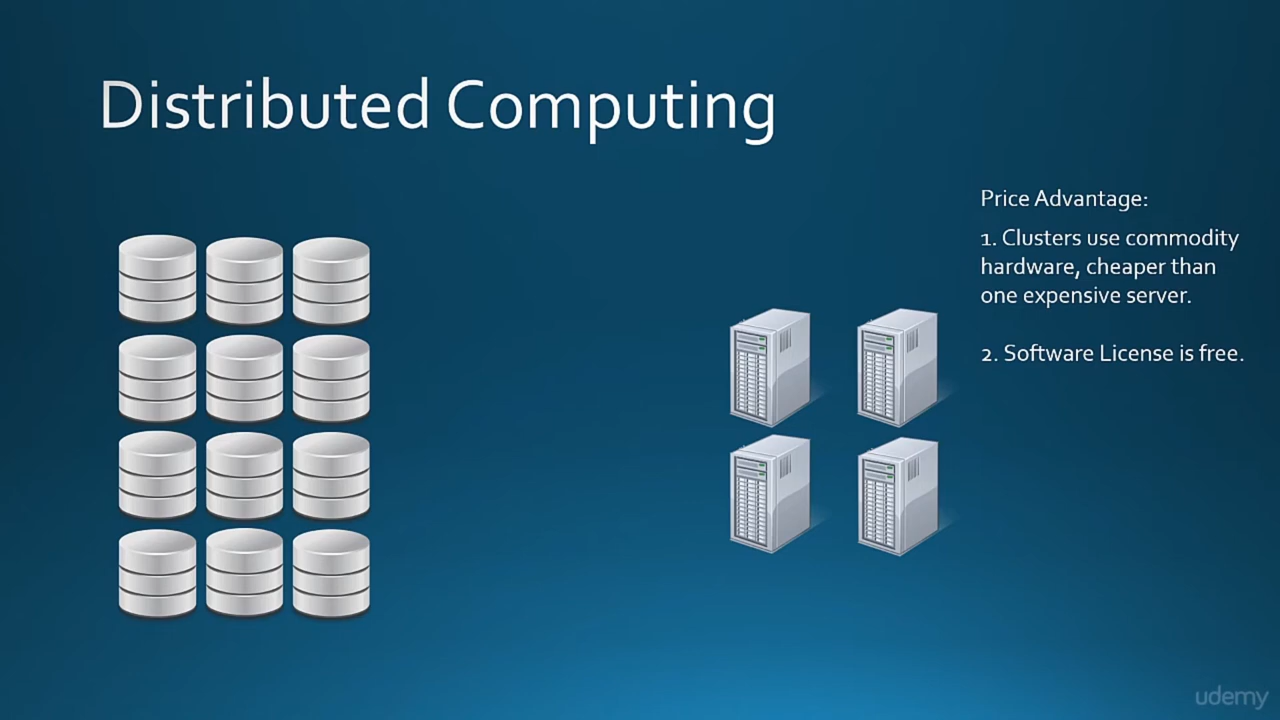 Distributed Computing
Price Advantage:
1. Clusters use commodity
hardware, cheaper than
one expensive server.
2. Software License is free.
udemy